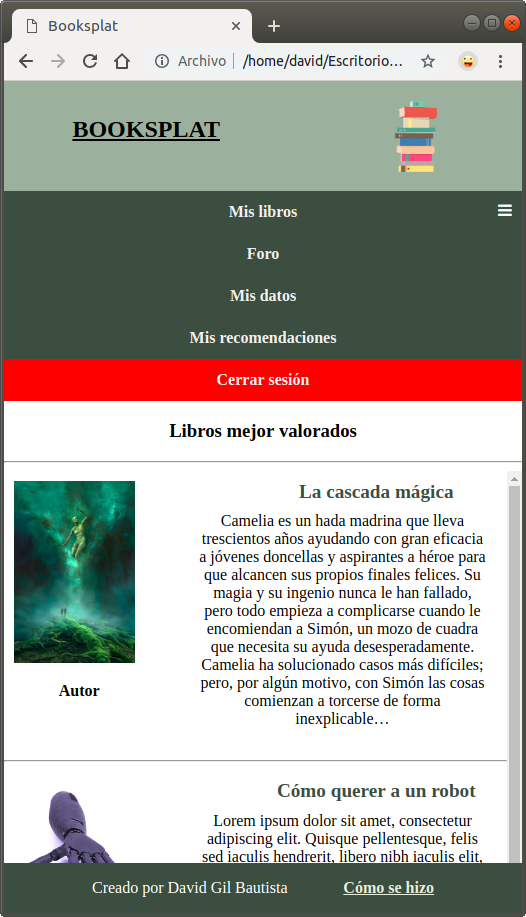 Booksplat
Archivo | /home/david/Escritorio…
BOOKSPLAT
Mis libros
Foro
Mis datos
Mis recomendaciones
Cerrar sesión
Libros mejor valorados
La cascada mágica
Camelia es un hada madrina que lleva
trescientos años ayudando con gran eficacia
a jóvenes doncellas y aspirantes a héroe para
que alcancen sus propios finales felices. Su
magia y su ingenio nunca le han fallado,
pero todo empieza a complicarse cuando le
encomiendan a Simón, un mozo de cuadra
que necesita su ayuda desesperadamente.
Camelia ha solucionado casos más difíciles;
pero, por algún motivo, con Simón las cosas
comienzan a torcerse de forma
inexplicable…
Autor
Cómo querer a un robot
Lorem ipsum dolor sit amet, consectetur
adipiscing elit. Quisque pellentesque, felis
sed iaculis hendrerit, libero nibh iaculis elit,
Creado por David Gil Bautista
Cómo se hizo